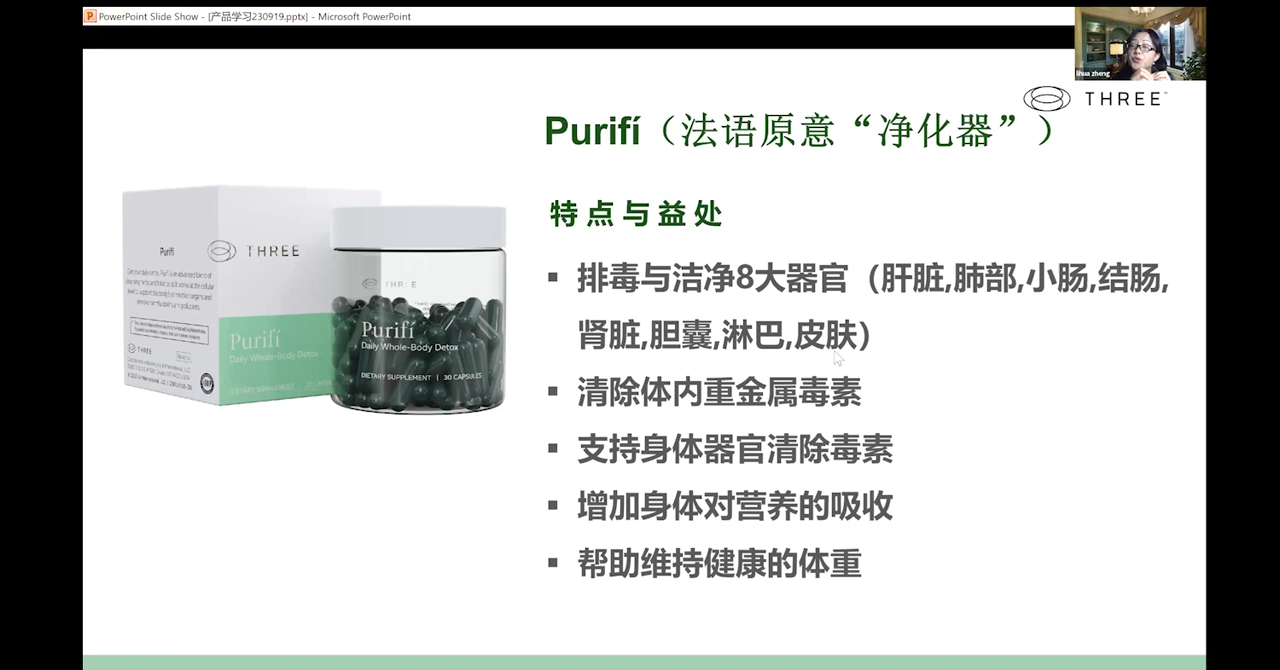 PowerPoint Slide Show - [产品学习230919.pptx] - Microsoft PowerPoint
lihua zheng
THREE
Purifí（法语原意“净化器”）
特点与益处
▪ 排毒与洁净8大器官（肝脏,肺部,小肠,结肠,
肾脏,胆囊,淋巴,皮肤）
▪ 清除体内重金属毒素
▪ 支持身体器官清除毒素
▪ 增加身体对营养的吸收
▪ 帮助维持健康的体重
Purifí
THREE
Purifí
Daily Whole-Body Detox
THREE
THREE
Purifí
Daily Whole-Body Detox
DIETARY SUPPLEMENT | 30 CAPSULES